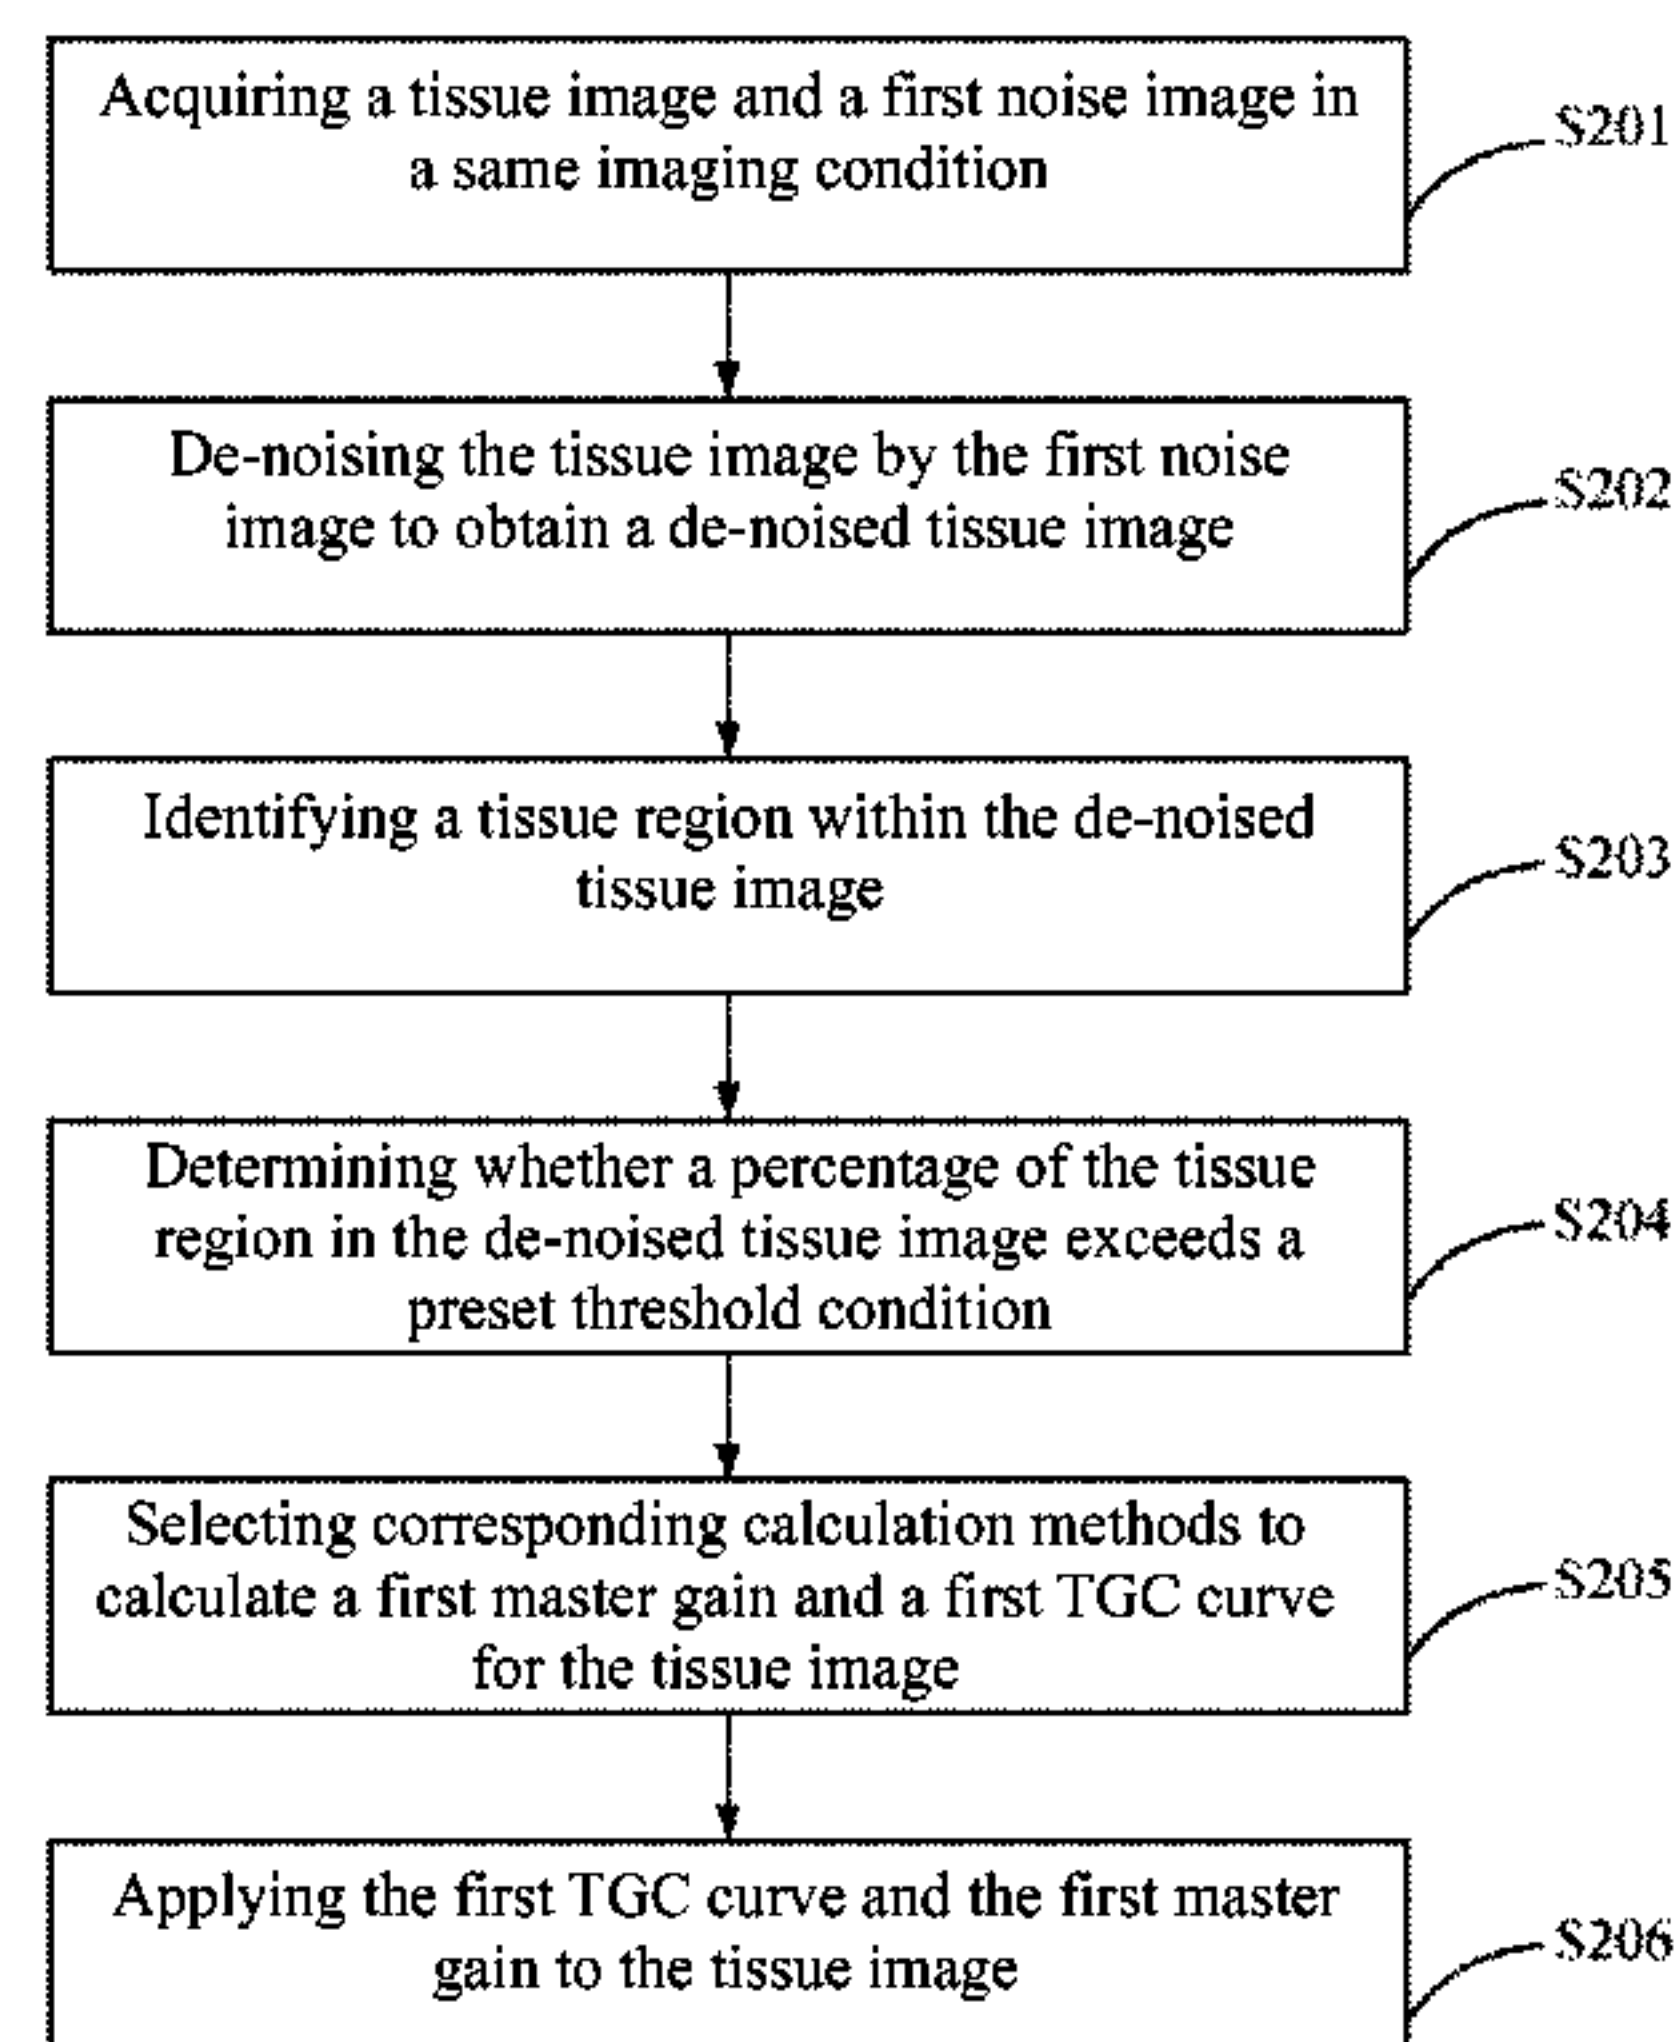 Acquiring a tissue image and a first noise image in
a same imaging condition
S201
De-noising the tissue image by the first noise
image to obtain a de-noised tissue image
S202
Identifying a tissue region within the de-noised
tissue image
S203
Determining whether a percentage of the tissue
region in the de-noised tissue image exceeds a
preset threshold condition
S204
Selecting corresponding calculation methods to
calculate a first master gain and a first TGC curve
for the tissue image
S205
Applying the first TGC curve and the first master
gain to the tissue image
S206